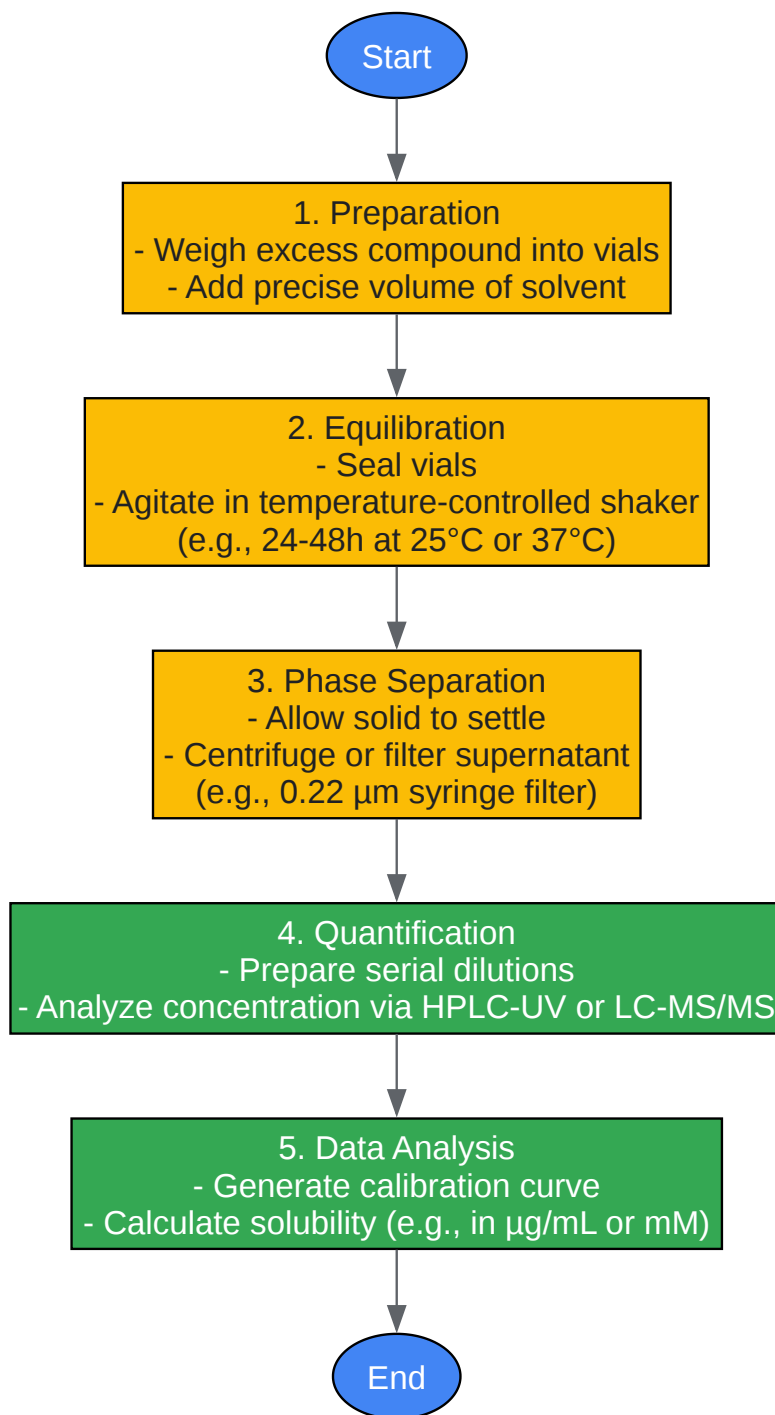 Start
1. Preparation
- Weigh excess compound into vials
- Add precise volume of solvent
2. Equilibration
- Seal vials
- Agitate in temperature-controlled shaker
(e.g., 24-48h at 25°C or 37°C)
3. Phase Separation
- Allow solid to settle
- Centrifuge or filter supernatant
(e.g., 0.22 µm syringe filter)
4. Quantification
- Prepare serial dilutions
- Analyze concentration via HPLC-UV or LC-MS/MS
5. Data Analysis
- Generate calibration curve
- Calculate solubility (e.g., in µg/mL or mM)
End